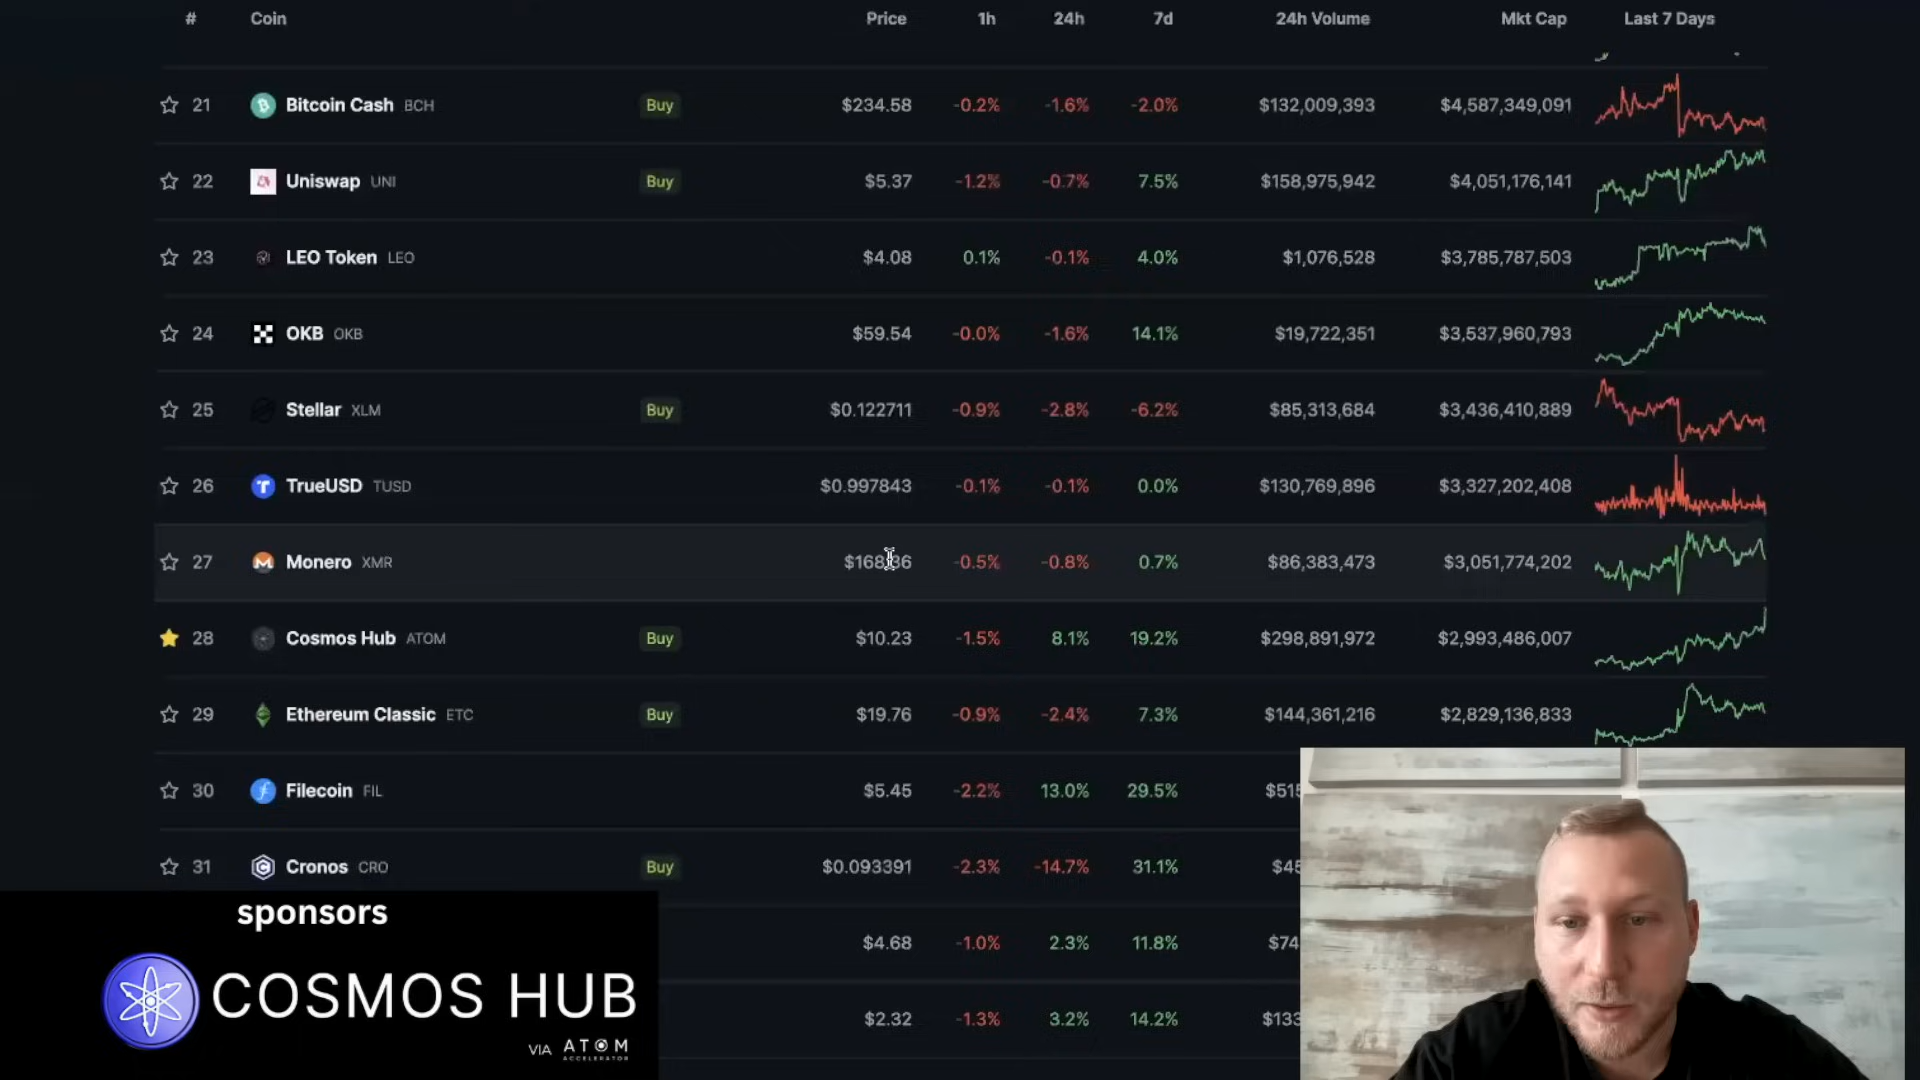 # Coin Price 1h 24h 7d 24h Volume Mkt Cap Last 7 Days
21 Bitcoin Cash BCH Buy $234.58 -0.2% -1.6% -2.0% $132,009,393 $4,587,349,091
22 Uniswap UNI Buy $5.37 -1.2% -0.7% 7.5% $158,975,942 $4,051,176,141
23 LEO Token LEO $4.08 0.1% -0.1% 4.0% $1,076,528 $3,785,787,503
24 OKB OKB $59.54 -0.0% -1.6% 14.1% $19,722,351 $3,537,960,793
25 Stellar XLM Buy $0.122711 -0.9% -2.8% -6.2% $85,313,684 $3,436,410,889
26 TrueUSD TUSD $0.997843 -0.1% -0.1% 0.0% $130,769,896 $3,327,202,408
27 Monero XMR -0.5% -0.8% 0.7% $86,383,473 $3,051,774,202
28 Cosmos Hub ATOM Buy $10.23 -1.5% 8.1% 19.2% $298,891,972 $2,993,486,007
29 Ethereum Classic ETC Buy $19.76 -0.9% -2.4% 7.3% $144,361,216 $2,829,136,833
30 Filecoin FIL $5.45 -2.2% 13.0% 29.5% $515
31 Cronos CRO Buy $0.093391 -2.3% -14.7% 31.1% $45
$4.68 -1.0% 2.3% 11.8% $74
$2.32 -1.3% 3.2% 14.2% $133
sponsors
COSMOS HUB
VIA ATOM
ACCELERATOR